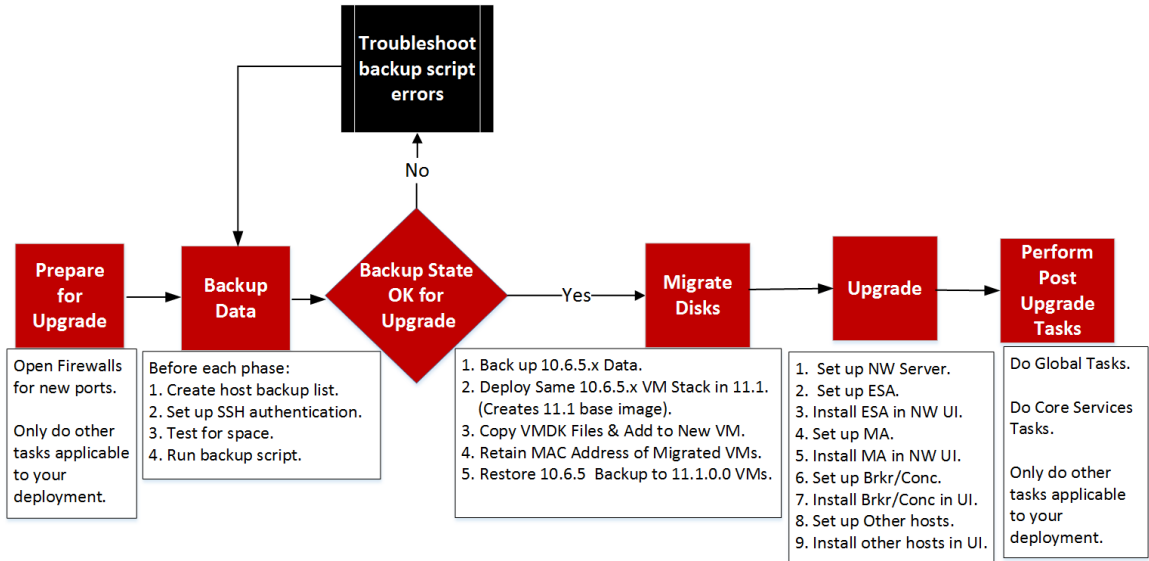 Troubleshoot
backup script
errors
No
Prepare
for
Upgrade
Backup
Data
Backup State
OK for
Upgrade
Yes
Migrate
Disks
Upgrade
Perform
Post
Upgrade
Tasks
Open Firewalls
for new ports.
Only do other
tasks applicable
to your
deployment.
Before each phase:
1. Create host backup list.
2. Set up SSH authentication.
3. Test for space.
4. Run backup script.
1. Back up 10.6.5.x Data.
2. Deploy Same 10.6.5.x VM Stack in 11.1.
(Creates 11.1 base image).
3. Copy VMDK Files & Add to New VM.
4. Retain MAC Address of Migrated VMs.
5. Restore 10.6.5 Backup to 11.1.0.0 VMs.
1. Set up NW Server.
2. Set up ESA.
3. Install ESA in NW UI.
4. Set up MA.
5. Install MA in NW UI.
6. Set up Brkr/Conc.
7. Install Brkr/Conc in UI.
8. Set up Other hosts.
9. Install other hosts in UI.
Do Global Tasks.
Do Core Services
Tasks.
Only do other
tasks applicable
to your
deployment.